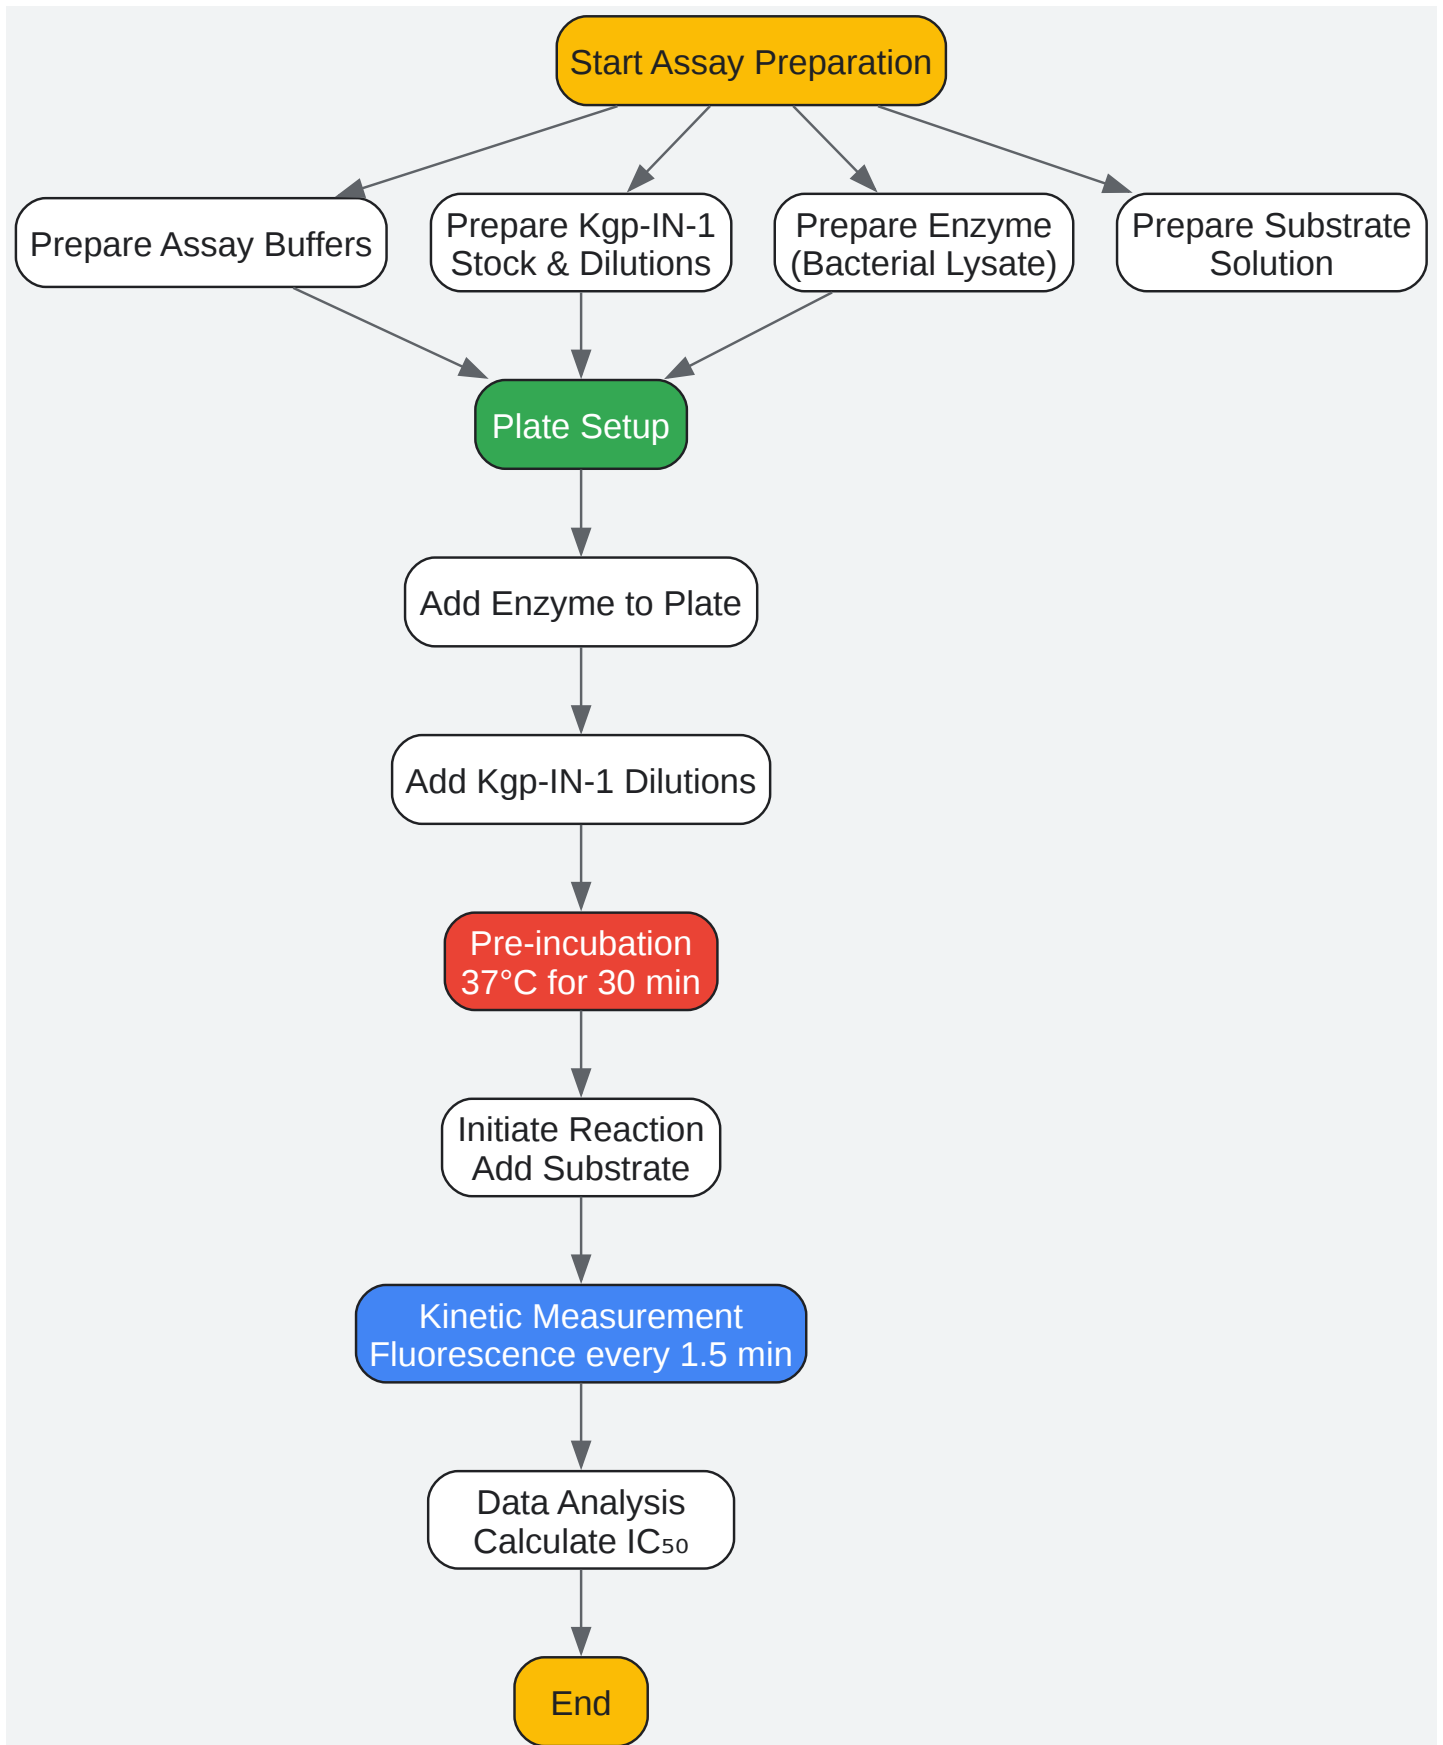 Start Assay Preparation
Prepare Assay Buffers
Prepare Kgp-IN-1
Stock & Dilutions
Prepare Enzyme
(Bacterial Lysate)
Prepare Substrate
Solution
Plate Setup
Add Enzyme to Plate
Add Kgp-IN-1 Dilutions
Pre-incubation
37°C for 30 min
Initiate Reaction
Add Substrate
Kinetic Measurement
Fluorescence every 1.5 min
Data Analysis
Calculate IC₅₀
End